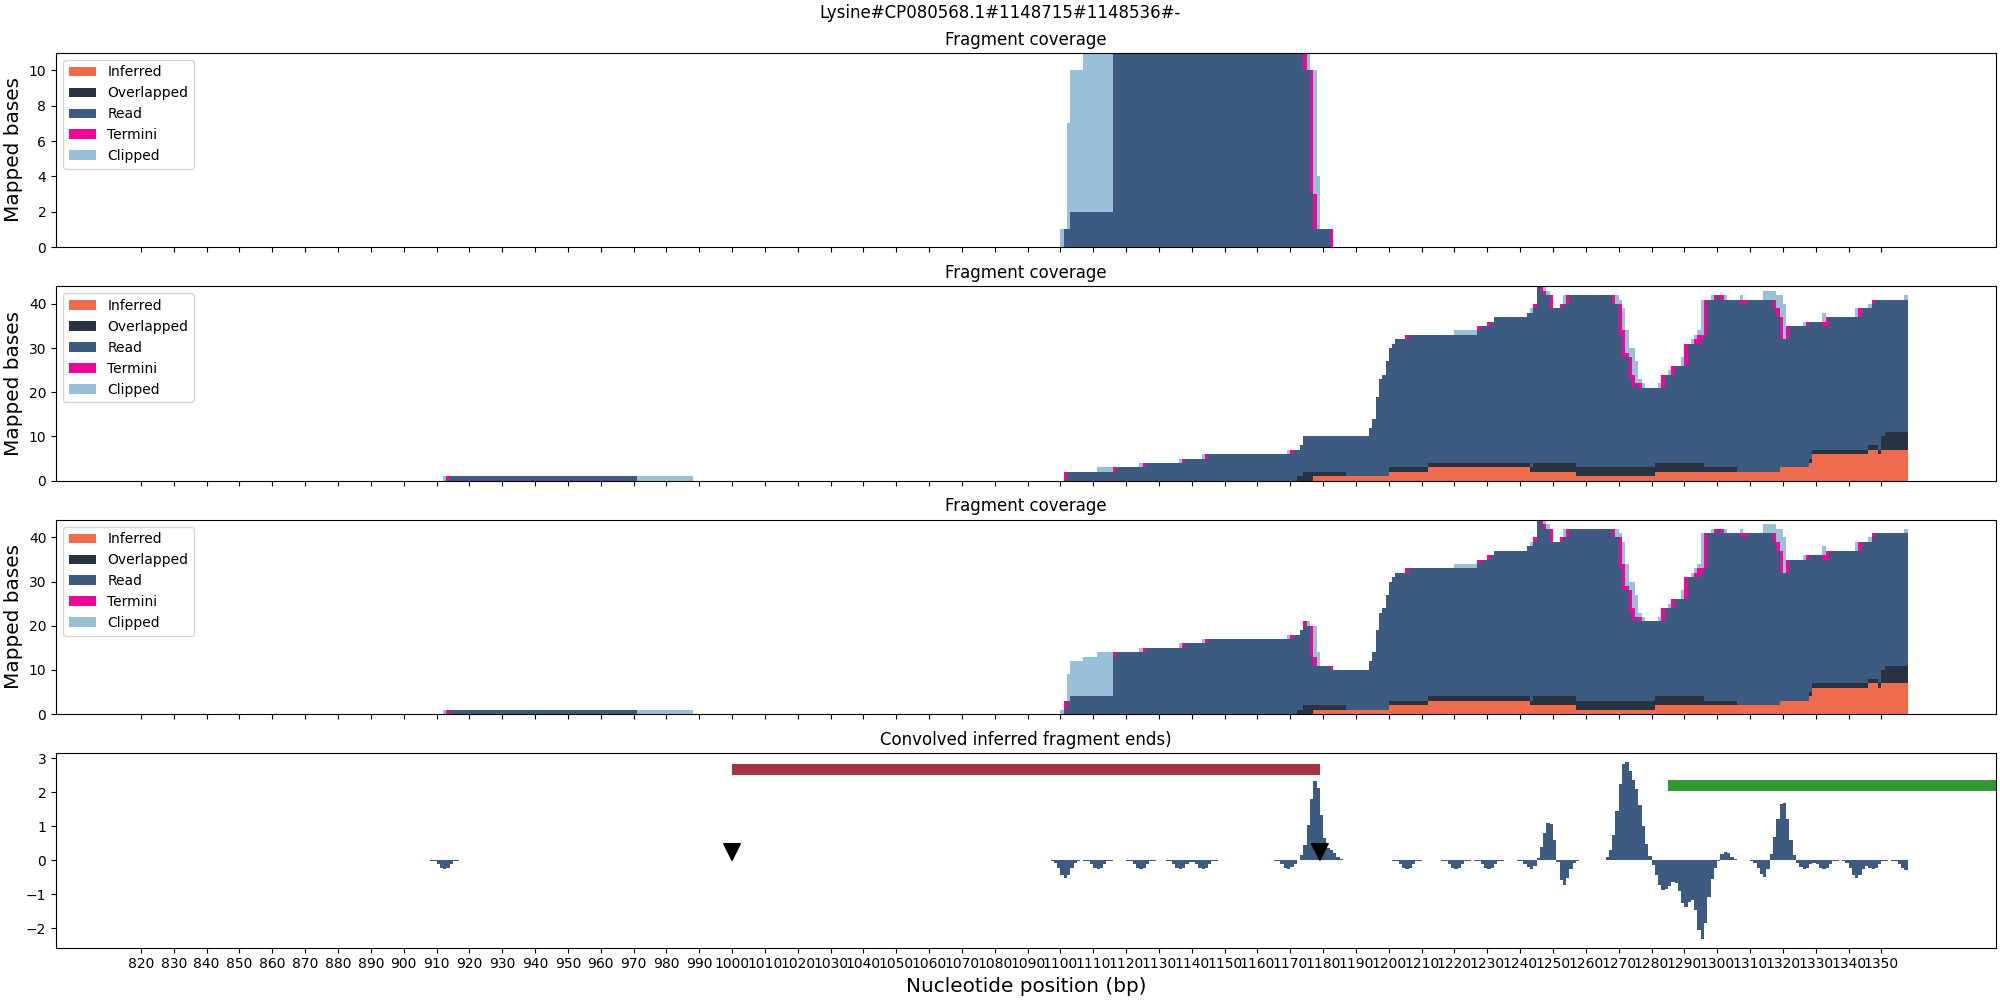 Lysine#CP080568.1#1148715#1148536#-
Fragment coverage
Mapped bases
10
8
6
4
2
0
Inferred
Overlapped
Read
Termini
Clipped
Fragment coverage
Mapped bases
40
30
20
10
0
Inferred
Overlapped
Read
Termini
Clipped
Fragment coverage
Mapped bases
40
30
20
10
0
Inferred
Overlapped
Read
Termini
Clipped
Convolved inferred fragment ends)
3
2
1
0
−1
−2
820 830 840 850 860 870 880 890 900 910 920 930 940 950 960 970 980 990 1000 1010 1020 1030 1040 1050 1060 1070 1080 1090 1100 1110 1120 1130 1140 1150 1160 1170 1180 1190 1200 1210 1220 1230 1240 1250 1260 1270 1280 1290 1300 1310 1320 1330 1340 1350
Nucleotide position (bp)